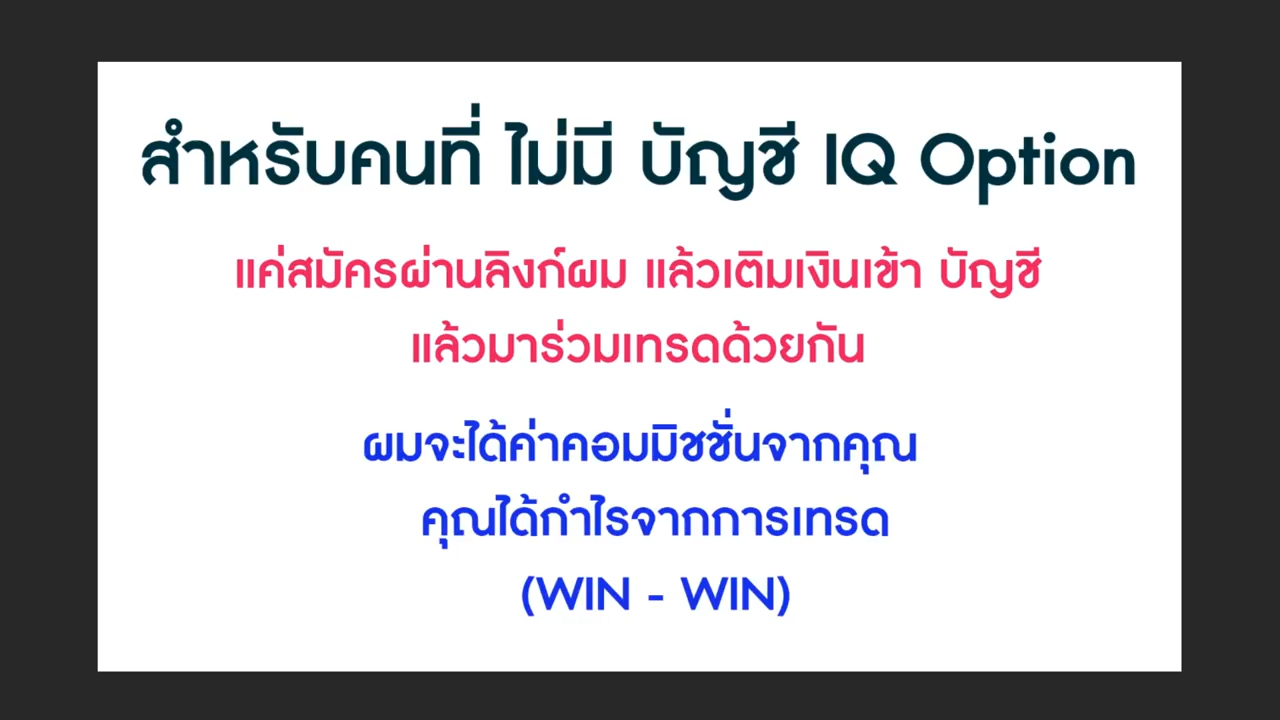 สำหรับคนที่ ไม่มี บัญชี IQ Option
แค่สมัครผ่านลิงก์ผม แล้วเติมเงินเข้า บัญชี
แล้วมาร่วมเทรดด้วยกัน
ผมจะได้ค่าคอมมิชชั่นจากคุณ
คุณได้กำไรจากการเทรด
(WIN - WIN)